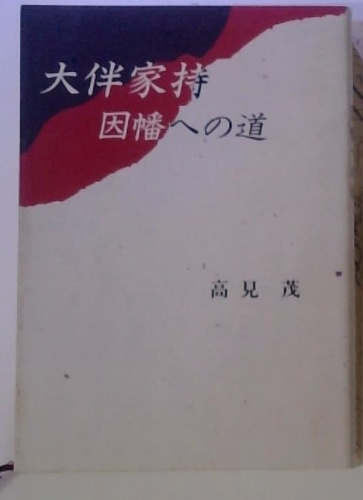 大伴家持
因幡への道
高見 茂